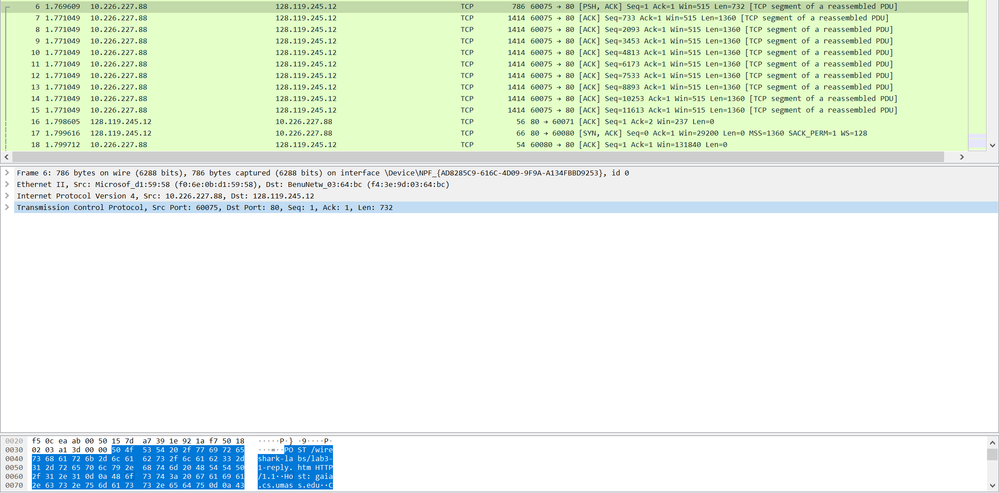 6 1.769609 10.226.227.88 128.119.245.12 TCP 786 60075 → 80 [PSH, ACK] Seq=1 Ack=1 Win=515 Len=732 [TCP segment of a reassembled PDU]
7 1.771049 10.226.227.88 128.119.245.12 TCP 1414 60075 → 80 [ACK] Seq=733 Ack=1 Win=515 Len=1360 [TCP segment of a reassembled PDU]
8 1.771049 10.226.227.88 128.119.245.12 TCP 1414 60075 → 80 [ACK] Seq=2093 Ack=1 Win=515 Len=1360 [TCP segment of a reassembled PDU]
9 1.771049 10.226.227.88 128.119.245.12 TCP 1414 60075 → 80 [ACK] Seq=3453 Ack=1 Win=515 Len=1360 [TCP segment of a reassembled PDU]
10 1.771049 10.226.227.88 128.119.245.12 TCP 1414 60075 → 80 [ACK] Seq=4813 Ack=1 Win=515 Len=1360 [TCP segment of a reassembled PDU]
11 1.771049 10.226.227.88 128.119.245.12 TCP 1414 60075 → 80 [ACK] Seq=6173 Ack=1 Win=515 Len=1360 [TCP segment of a reassembled PDU]
12 1.771049 10.226.227.88 128.119.245.12 TCP 1414 60075 → 80 [ACK] Seq=7533 Ack=1 Win=515 Len=1360 [TCP segment of a reassembled PDU]
13 1.771049 10.226.227.88 128.119.245.12 TCP 1414 60075 → 80 [ACK] Seq=8893 Ack=1 Win=515 Len=1360 [TCP segment of a reassembled PDU]
14 1.771049 10.226.227.88 128.119.245.12 TCP 1414 60075 → 80 [ACK] Seq=10253 Ack=1 Win=515 Len=1360 [TCP segment of a reassembled PDU]
15 1.771049 10.226.227.88 128.119.245.12 TCP 1414 60075 → 80 [ACK] Seq=11613 Ack=1 Win=515 Len=1360 [TCP segment of a reassembled PDU]
16 1.798605 128.119.245.12 10.226.227.88 TCP 56 80 → 60071 [ACK] Seq=1 Ack=2 Win=237 Len=0
17 1.799616 128.119.245.12 10.226.227.88 TCP 66 80 → 60080 [SYN, ACK] Seq=0 Ack=1 Win=29200 Len=0 MSS=1360 SACK_PERM=1 WS=128
18 1.799712 10.226.227.88 128.119.245.12 TCP 54 60080 → 80 [ACK] Seq=1 Ack=1 Win=131840 Len=0
Frame 6: 786 bytes on wire (6288 bits), 786 bytes captured (6288 bits) on interface \Device\NPF_{AD8285C9-616C-4D09-9F9A-A134FBBD9253}, id 0
Ethernet II, Src: Microsof_d1:59:58 (f0:6e:0b:d1:59:58), Dst: BenuNetw_03:64:bc (f4:3e:9d:03:64:bc)
Internet Protocol Version 4, Src: 10.226.227.88, Dst: 128.119.245.12
Transmission Control Protocol, Src Port: 60075, Dst Port: 80, Seq: 1, Ack: 1, Len: 732
0020 f5 0c ea ab 00 50 15 7d a7 39 1e 92 1a f7 50 18 ·····P·} ·9····P·
0030 02 03 a1 3d 00 00 50 4f 53 54 20 2f 77 69 72 65 ···=··PO ST /wire
0040 73 68 61 72 6b 2d 6c 61 62 73 2f 6c 61 62 33 2d shark-la bs/lab3-
0050 31 2d 72 65 70 6c 79 2e 68 74 6d 20 48 54 54 50 1-reply. htm HTTP
0060 2f 31 2e 31 0d 0a 48 6f 73 74 3a 20 67 61 69 61 /1.1··Ho st: gaia
0070 2e 63 73 2e 75 6d 61 73 73 2e 65 64 75 0d 0a 43 .cs.umas s.edu··C